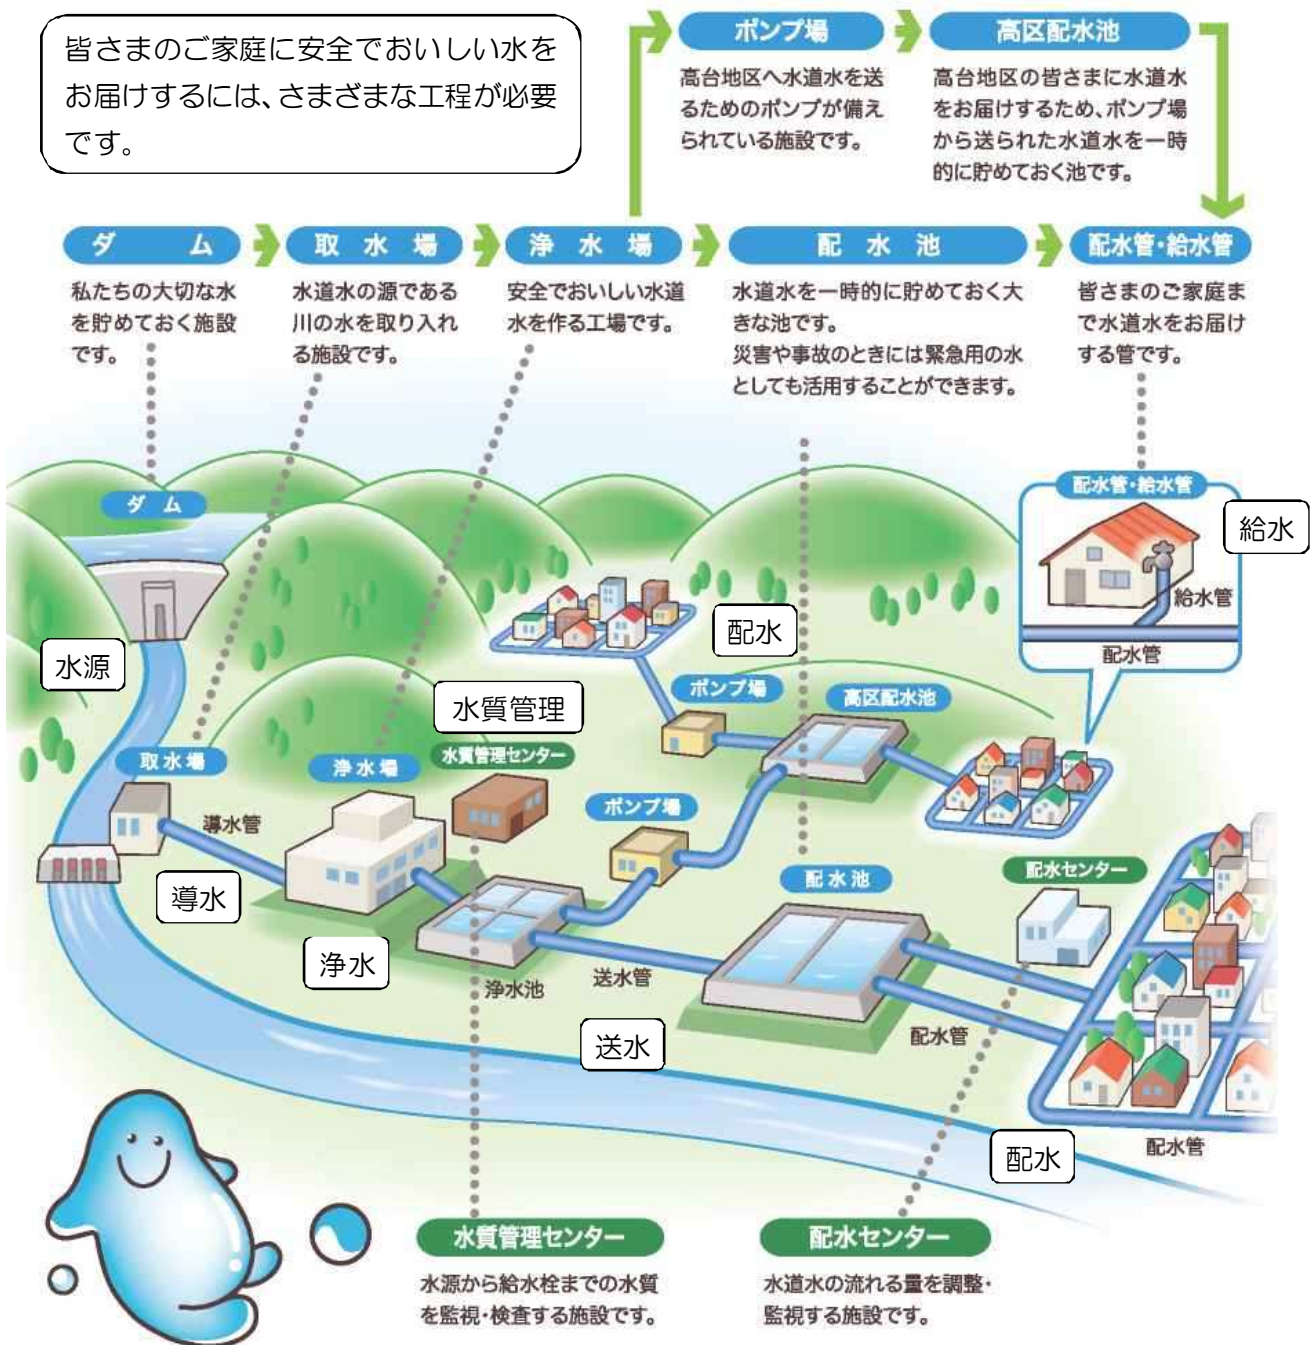 皆さまのご家庭に安全でおいしい水を
お届けするには、さまざまな工程が必要
です。
ポンプ場
高台地区へ水道水を送
るためのポンプが備え
られている施設です。
高区配水池
高台地区の皆さまに水道水
をお届けするため、ポンプ場
から送られた水道水を一時
的に貯めておく池です。
ダム
私たちの大切な水
を貯めておく施設
です。
取水場
水道水の源である
川の水を取り入れ
る施設です。
浄水場
安全でおいしい水道
水を作る工場です。
配水池
水道水を一時的に貯めておく大
きな池です。
災害や事故のときには緊急用の水
としても活用することができます。
配水管・給水管
皆さまのご家庭ま
で水道水をお届け
する管です。
ダム
配水管・給水管
給水
給水管
配水管
配水
水源
ポンプ場
高区配水池
水質管理
水質管理センター
取水場
浄水場
導水管
ポンプ場
配水池
配水センター
導水
浄水
浄水池
送水管
送水
配水管
配水
配水管
水質管理センター
水源から給水栓までの水質
を監視・検査する施設です。
配水センター
水道水の流れる量を調整・
監視する施設です。